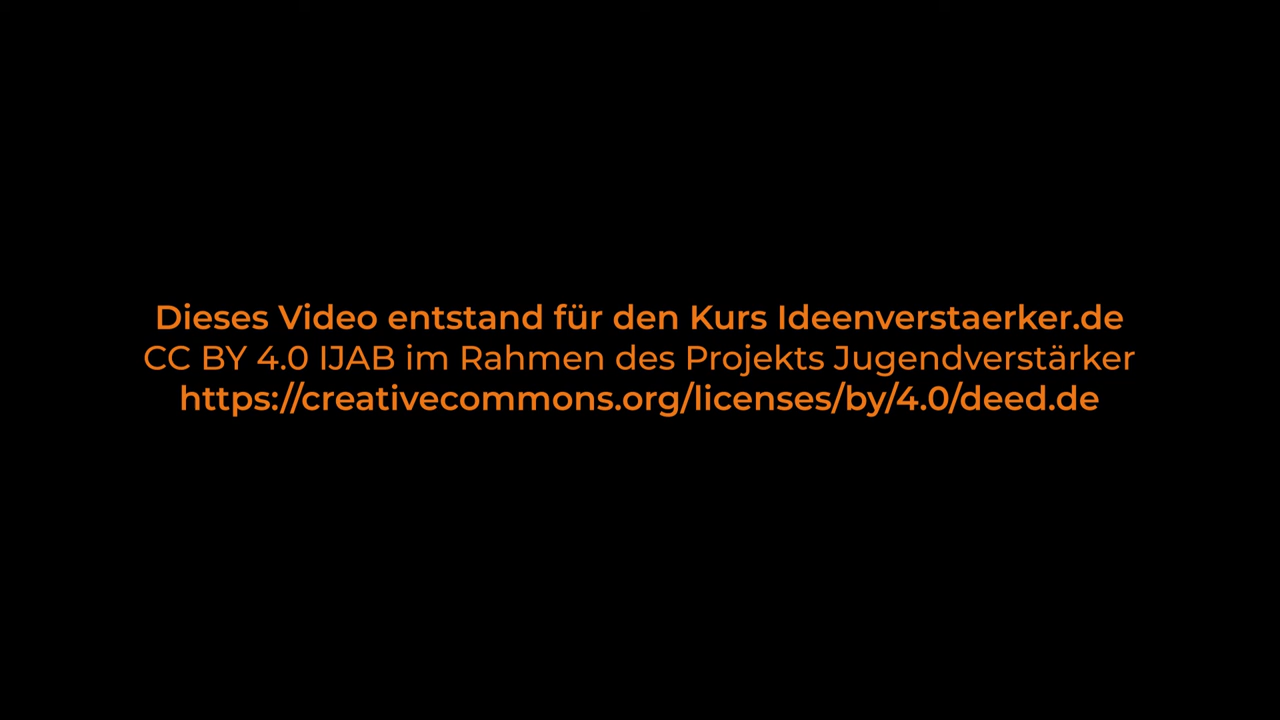 Dieses Video entstand für den Kurs Ideenverstaerker.de
CC BY 4.0 IJAB im Rahmen des Projekts Jugendverstärker
https://creativecommons.org/licenses/by/4.0/deed.de